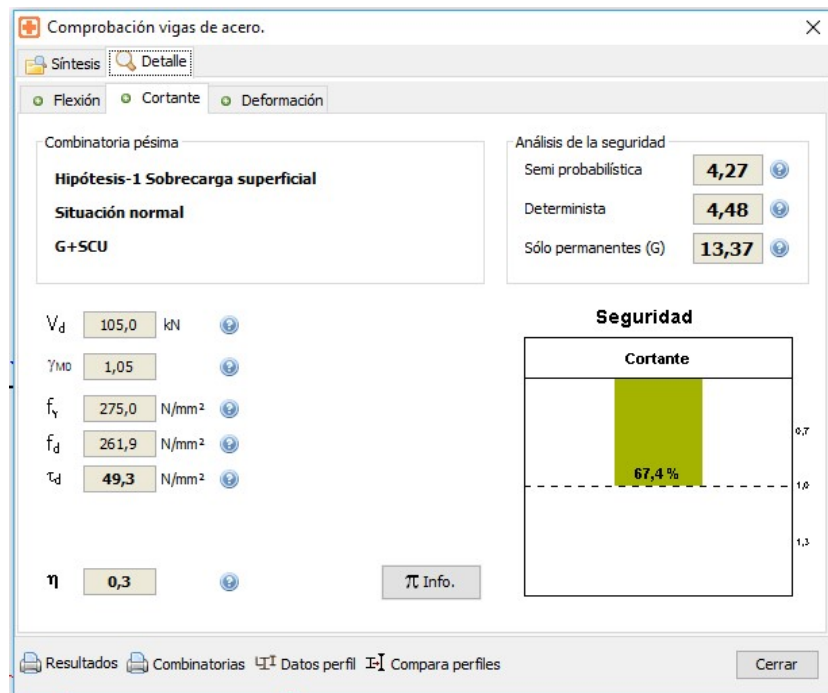 Comprobación vigas de acero.
Síntesis Detalle
Flexión Cortante Deformación
Combinatoria pésima
Hipótesis-1 Sobrecarga superficial
Situación normal
G+SCU
Análisis de la seguridad
Semi probabilística 4,27
Determinista 4,48
Sólo permanentes (G) 13,37
Vd 105,0 kN
γM0 1,05
fy 275,0 N/mm²
fd 261,9 N/mm²
τd 49,3 N/mm²
η 0,3
π Info.
Seguridad
Cortante
0,7
67,4 %
1,0
1,3
Resultados Combinatorias Datos perfil Compara perfiles
Cerrar